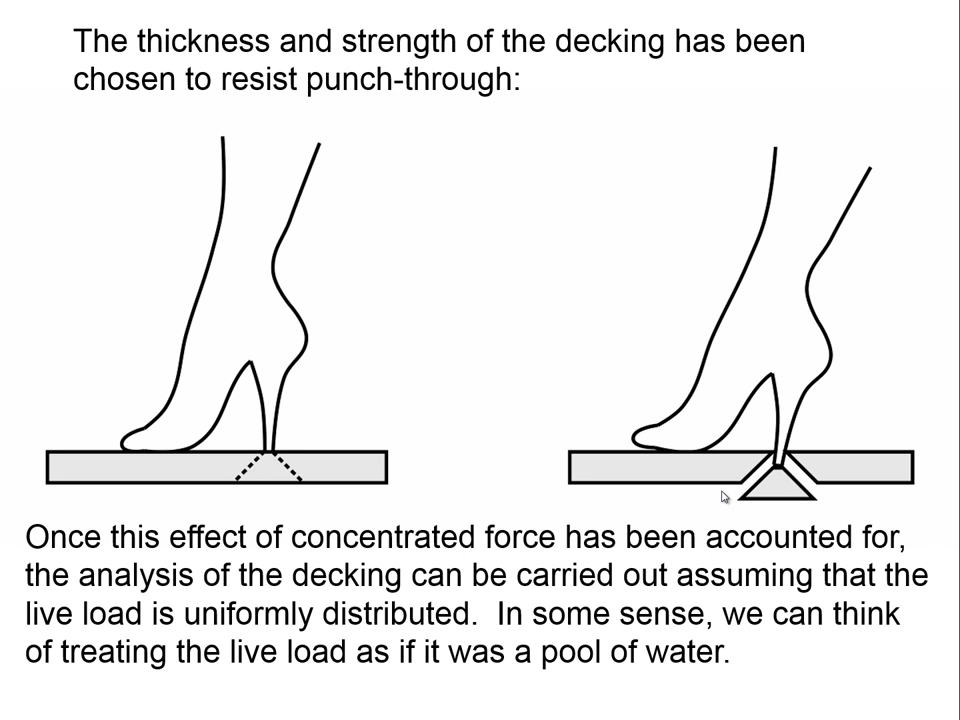 The thickness and strength of the decking has been
chosen to resist punch-through:
Once this effect of concentrated force has been accounted for,
the analysis of the decking can be carried out assuming that the
live load is uniformly distributed.  In some sense, we can think
of treating the live load as if it was a pool of water.